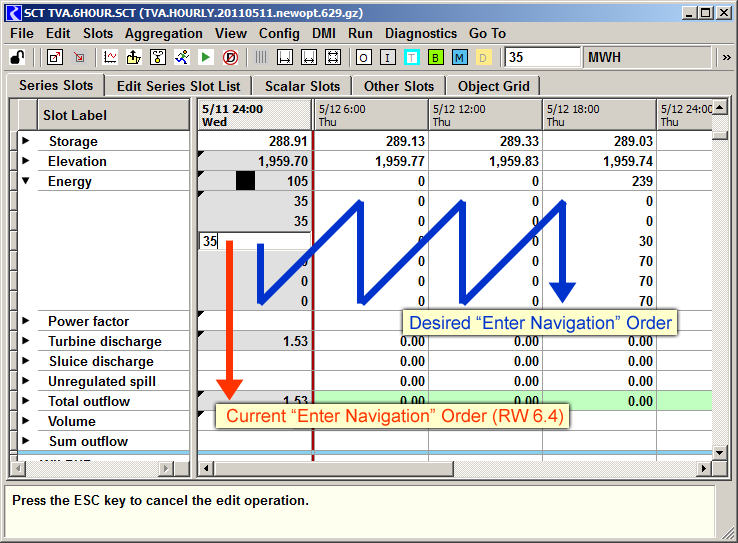 SCT TVA.6HOUR.SCT (TVA.HOURLY.20110511.newopt.629.gz)
File Edit Slots Aggregation View Config DMI Run Diagnostics Go To
O I T B M D 35 MWH
Series Slots Edit Series Slot List Scalar Slots Other Slots Object Grid
Slot Label 5/11 24:00 Wed 5/12 6:00 Thu 5/12 12:00 Thu 5/12 18:00 Thu 5/12 24:00 Thu
Storage 288.91 289.13 289.33 289.03
Elevation 1,959.70 1,959.77 1,959.83 1,959.74
Energy 105 0 0 239
35 0 0 0
35 0 0 0
35 0 0 30
0 0 0 70
0 0 0 70
0 0 0 70
Desired “Enter Navigation” Order
Power factor
Turbine discharge 1.53 0.00 0.00 0.00
Sluice discharge 0.00 0.00 0.00
Unregulated spill 0.00 0.00 0.00
Total outflow 1.53 0.00 0.00 0.00
Current “Enter Navigation” Order (RW 6.4)
Volume
Sum outflow
Press the ESC key to cancel the edit operation.